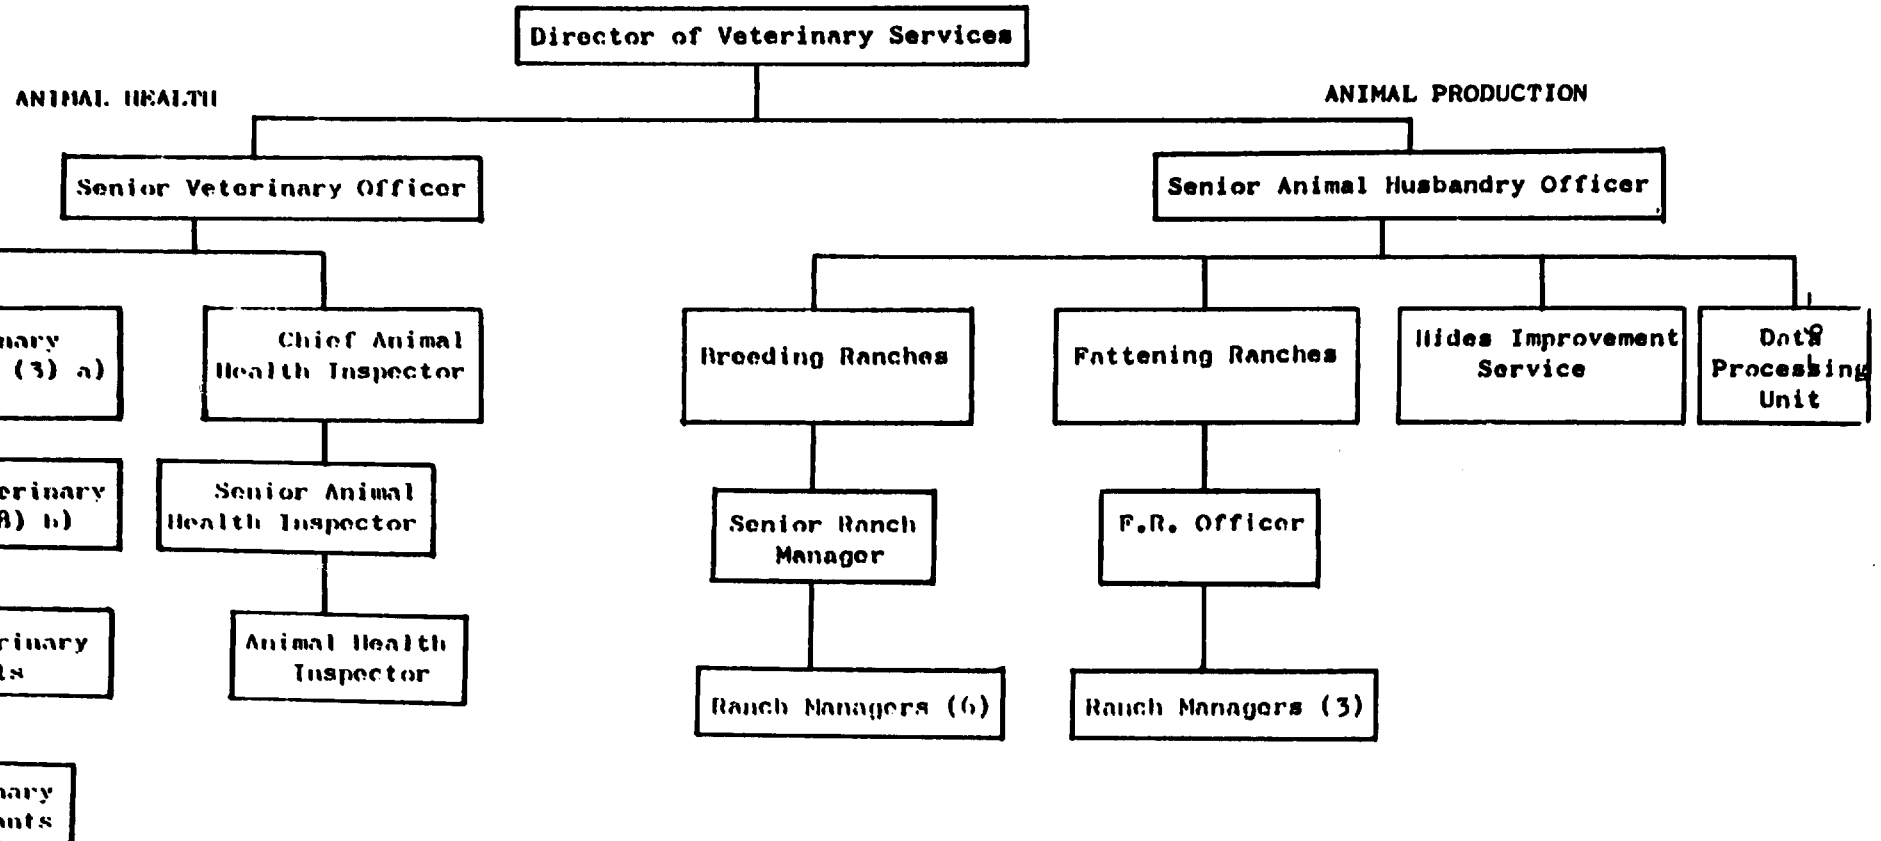 Director of Veterinary Services
ANIMAL HEALTH
ANIMAL PRODUCTION
Senior Veterinary Officer
Senior Animal Husbandry Officer
(3) a)
Chief Animal
Health Inspector
Breeding Ranches
Fattening Ranches
Hides Improvement
Service
Data
Processing
Unit
b)
Senior Animal
Health Inspector
Senior Ranch
Manager
F.R. Officer
Animal Health
Inspector
Ranch Managers (6)
Ranch Managers (3)